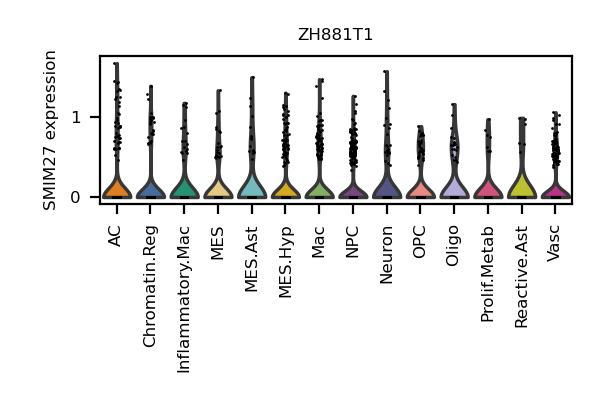 ZH881T1
SMIM27 expression
1
0
AC
Chromatin.Reg
Inflammatory.Mac
MES
MES.Ast
MES.Hyp
Mac
NPC
Neuron
OPC
Oligo
Prolif.Metab
Reactive.Ast
Vasc